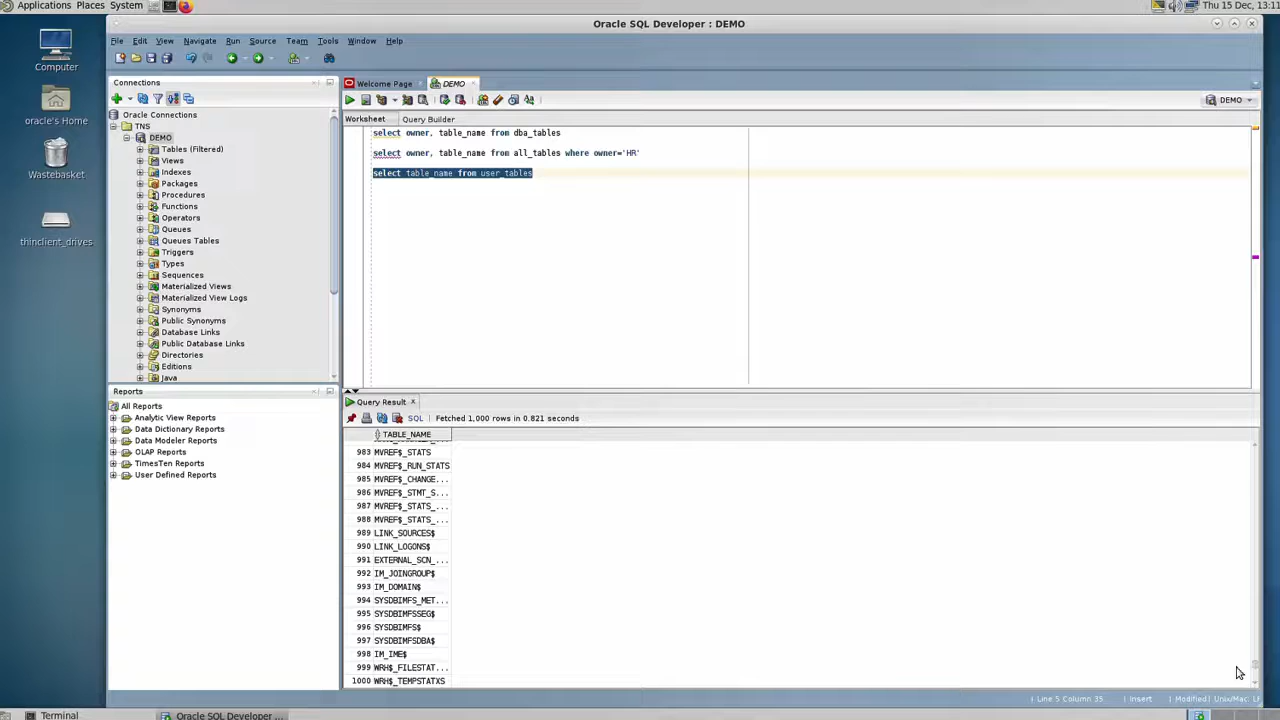 Applications Places System
Thu 15 Dec, 13:11
Oracle SQL Developer : DEMO
File Edit View Navigate Run Source Team Tools Window Help
Computer
oracle's Home
Wastebasket
thinclient_drives
Connections
Oracle Connections
TNS
DEMO
Tables (Filtered)
Views
Indexes
Packages
Procedures
Functions
Operators
Queues
Queues Tables
Triggers
Types
Sequences
Materialized Views
Materialized View Logs
Synonyms
Public Synonyms
Database Links
Public Database Links
Directories
Editions
Java
Reports
All Reports
Analytic View Reports
Data Dictionary Reports
Data Modeler Reports
OLAP Reports
TimesTen Reports
User Defined Reports
Welcome Page DEMO
DEMO
Worksheet Query Builder
select owner, table_name from dba_tables
select owner, table_name from all_tables where owner='HR'
select table_name from user_tables
Query Result
SQL Fetched 1,000 rows in 0.821 seconds
TABLE_NAME
983 MVREF$_STATS
984 MVREF$_RUN_STATS
985 MVREF$_CHANGE...
986 MVREF$_STMT_S...
987 MVREF$_STATS_...
988 MVREF$_STATS_...
989 LINK_SOURCES$
990 LINK_LOGONS$
991 EXTERNAL_SCN_...
992 IM_JOINGROUP$
993 IM_DOMAIN$
994 SYSDBIMFS_MET...
995 SYSDBIMFSSEG$
996 SYSDBIMFS$
997 SYSDBIMFSDBA$
998 IM_IME$
999 WRH$_FILESTAT...
1000 WRH$_TEMPSTATXS
Line 5 Column 35 Insert Modified Unix/Mac: LF
Terminal
Oracle SQL Developer ...